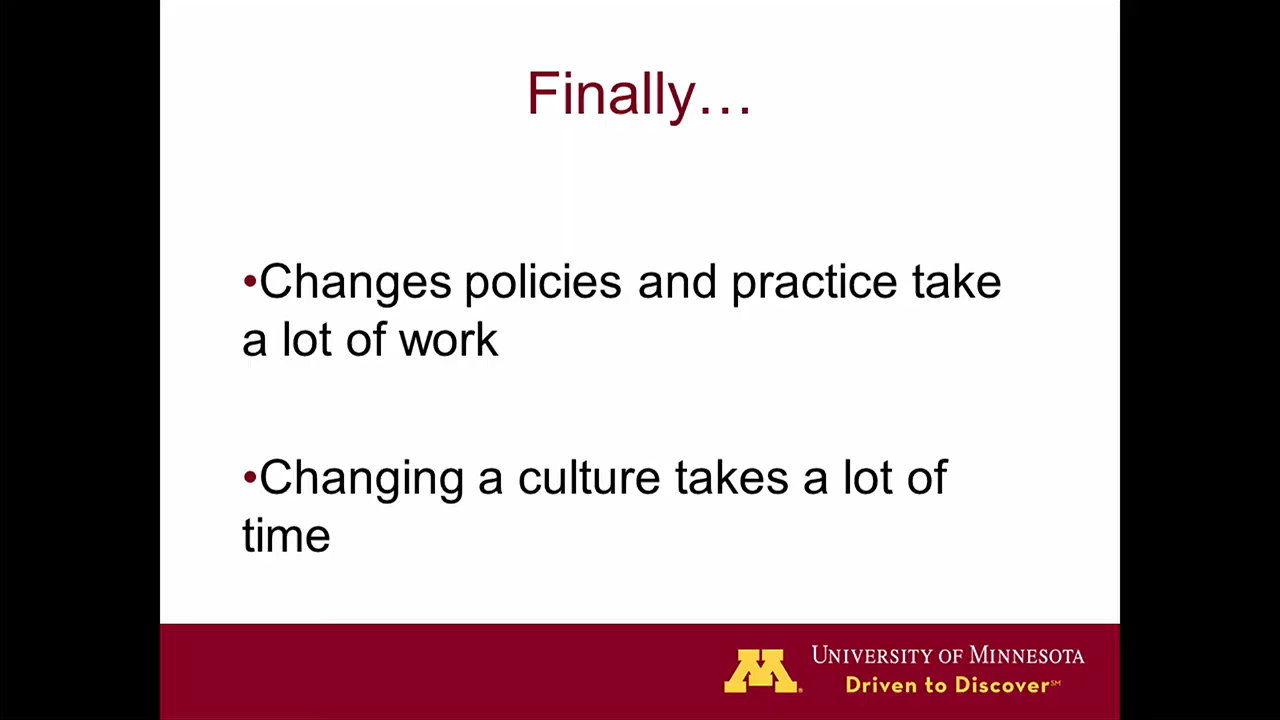 Finally…
•Changes policies and practice take
a lot of work
•Changing a culture takes a lot of
time
M
UNIVERSITY OF MINNESOTA
Driven to Discover℠